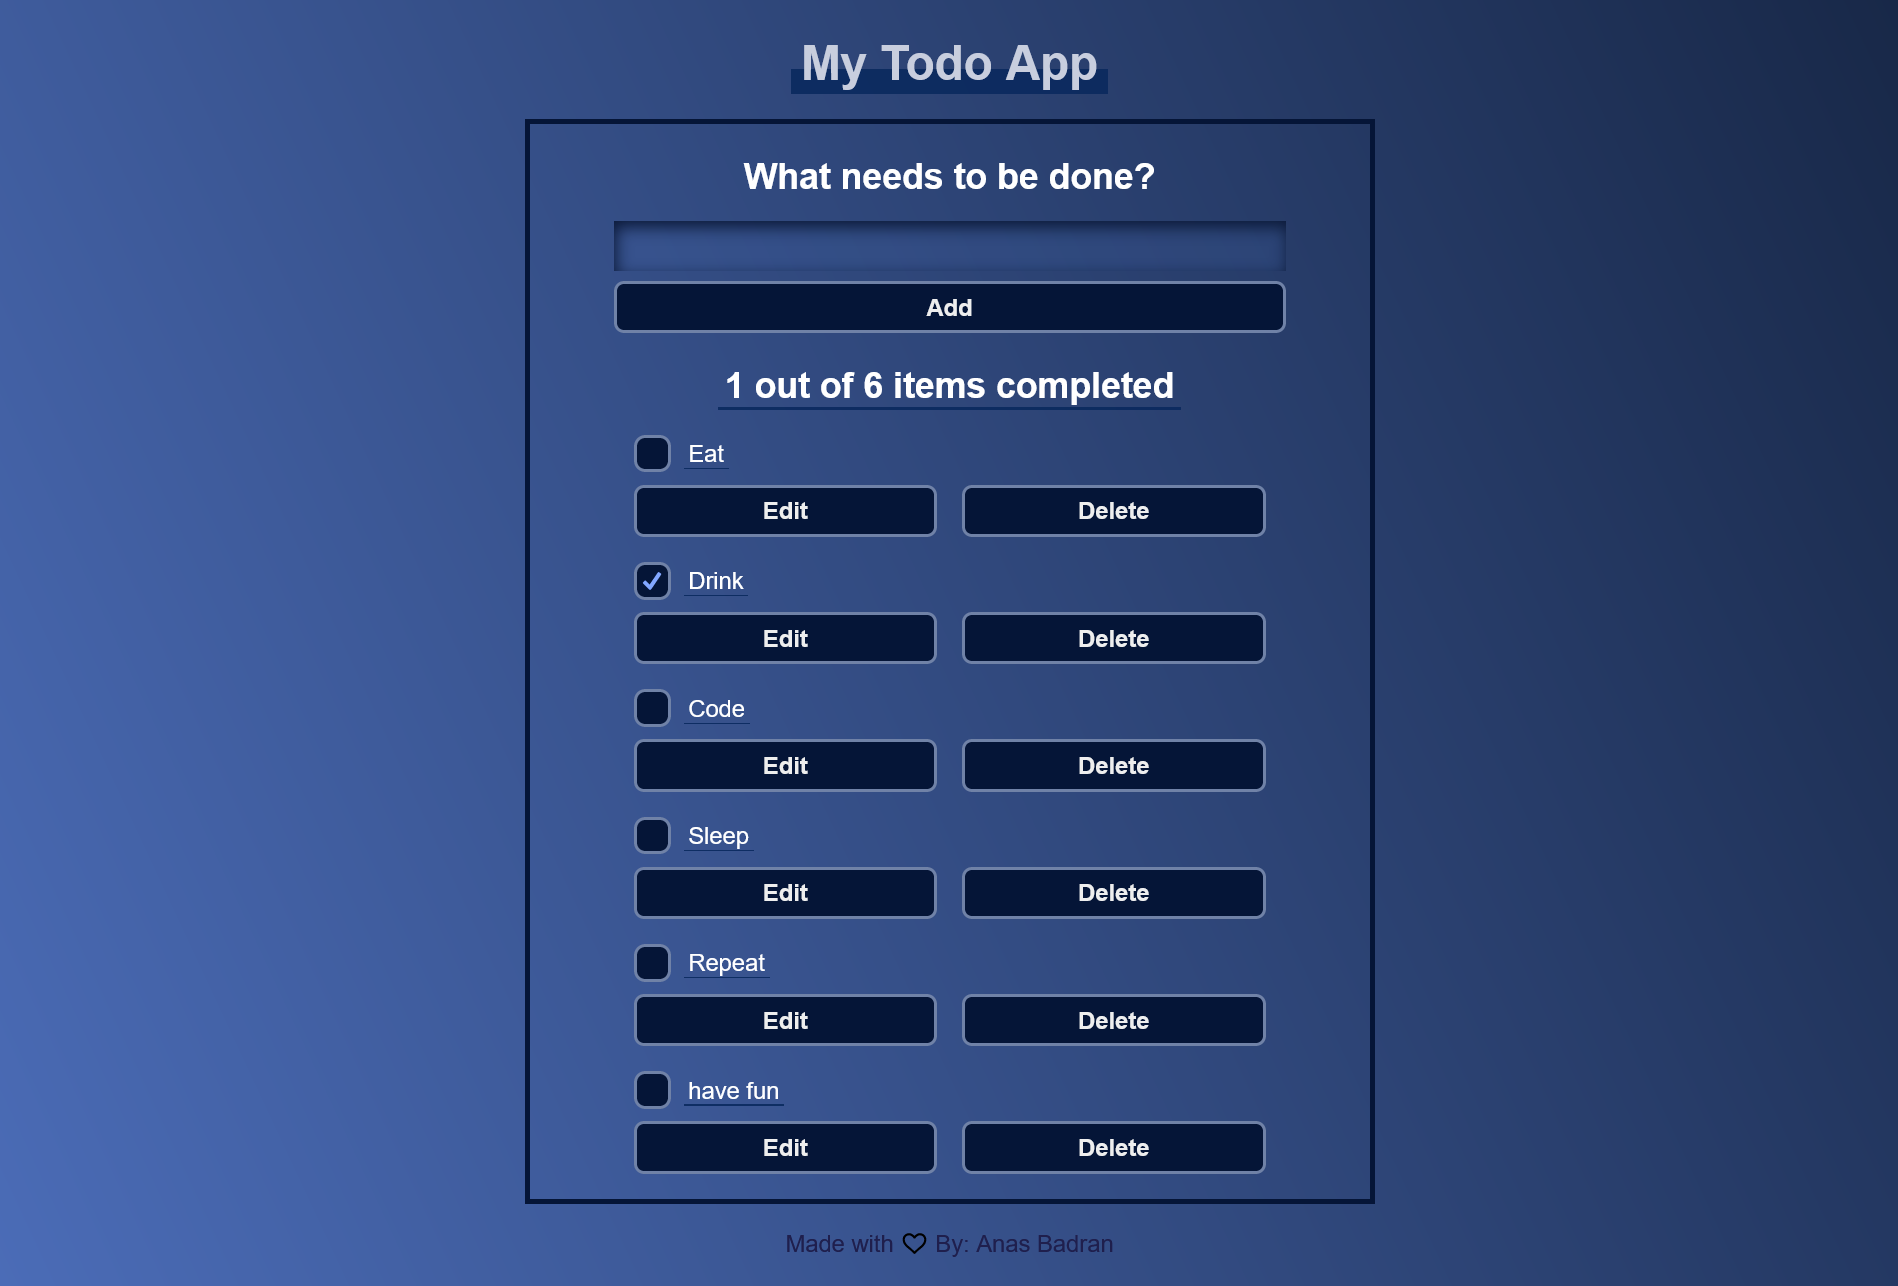 My Todo App
What needs to be done?
Add
1 out of 6 items completed
Eat
Edit Delete
Drink
Edit Delete
Code
Edit Delete
Sleep
Edit Delete
Repeat
Edit Delete
have fun
Edit Delete
Made with By: Anas Badran